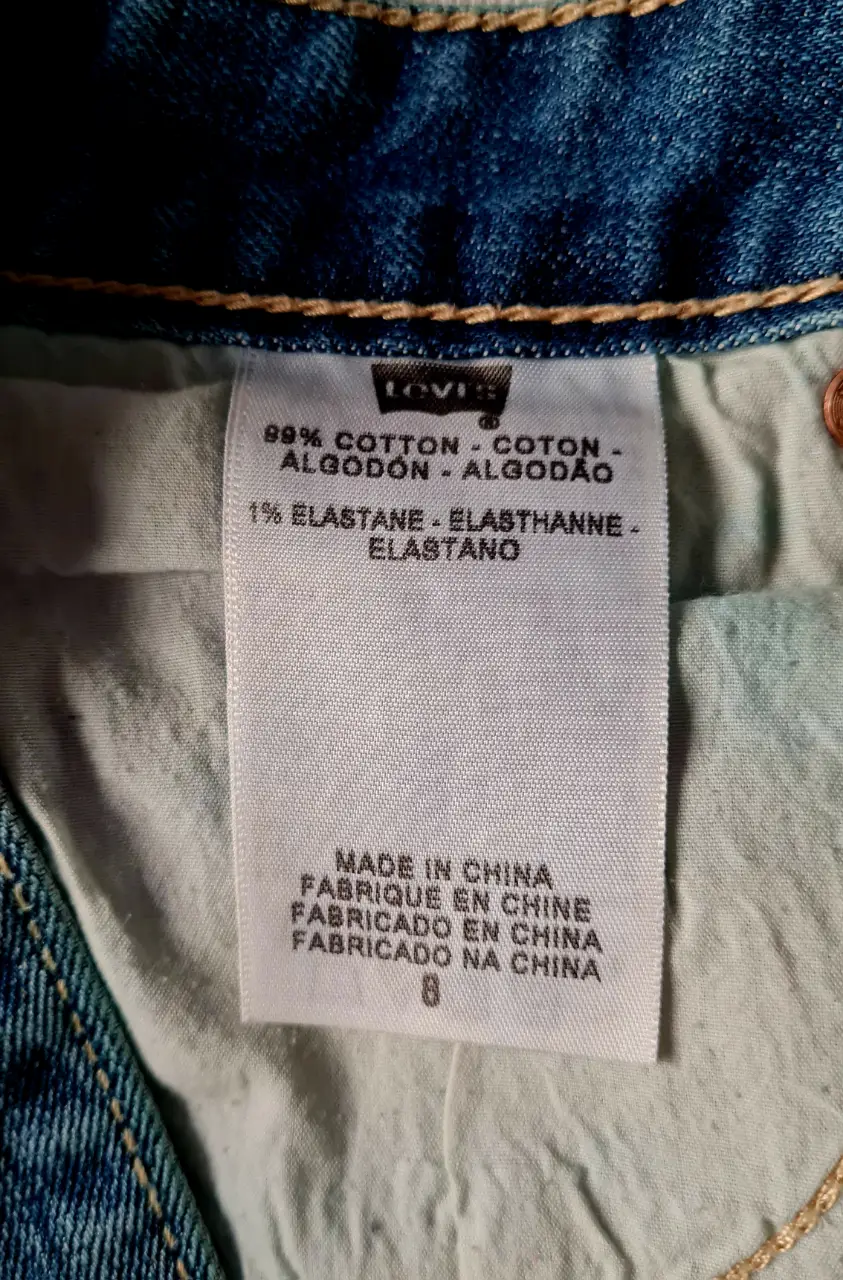 Levi's
®
99% COTTON - COTON -
ALGODÓN - ALGODÃO
1% ELASTANE - ELASTHANNE -
ELASTANO
MADE IN CHINA
FABRIQUE EN CHINE
FABRICADO EN CHINA
FABRICADO NA CHINA
8